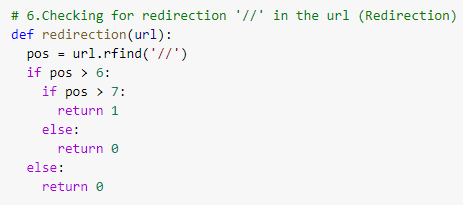 # 6.Checking for redirection '//' in the url (Redirection)
def redirection(url):
  pos = url.rfind('//')
  if pos > 6:
    if pos > 7:
      return 1
    else:
      return 0
  else:
    return 0